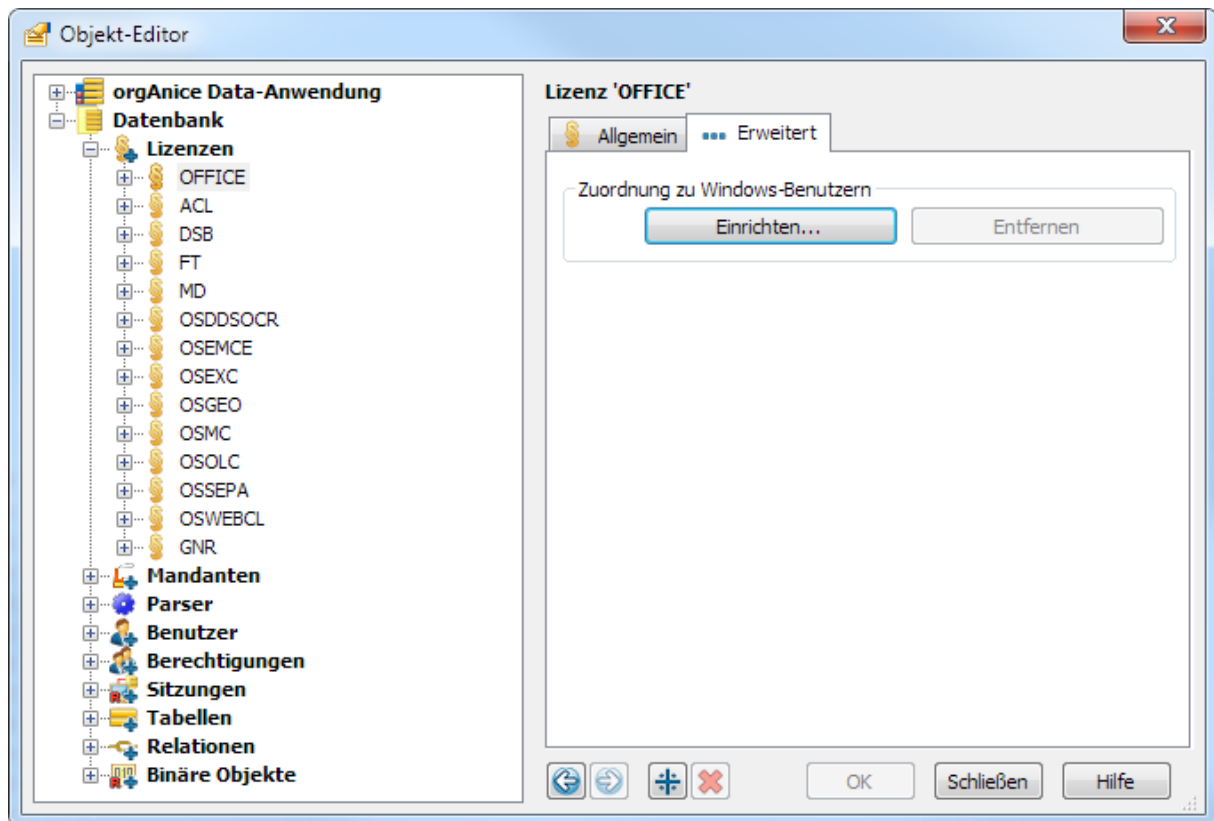 Objekt-Editor
orgAnice Data-Anwendung
Datenbank
Lizenzen
OFFICE
ACL
DSB
FT
MD
OSDDSOCR
OSEMCE
OSEXC
OSGEO
OSMC
OSOLC
OSSEPA
OSWEBCL
GNR
Mandanten
Parser
Benutzer
Berechtigungen
Sitzungen
Tabellen
Relationen
Binäre Objekte
Lizenz 'OFFICE'
Allgemein Erweitert
Zuordnung zu Windows-Benutzern
Einrichten... Entfernen
OK Schließen Hilfe